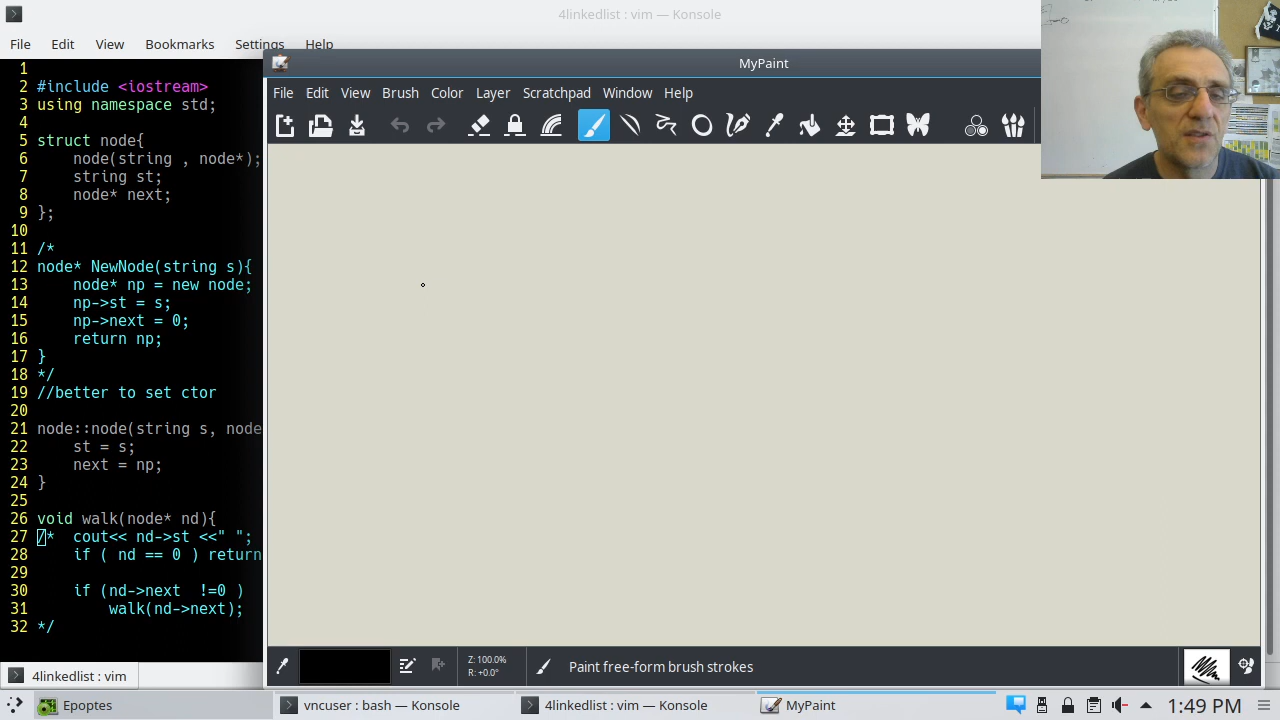 4linkedlist : vim — Konsole
File Edit View Bookmarks Settings Help
MyPaint
File Edit View Brush Color Layer Scratchpad Window Help
1
2 #include <iostream>
3 using namespace std;
4
5 struct node{
6 node(string , node*);
7 string st;
8 node* next;
9 };
10
11 /*
12 node* NewNode(string s){
13 node* np = new node;
14 np->st = s;
15 np->next = 0;
16 return np;
17 }
18 */
19 //better to set ctor
20
21 node::node(string s, node
22 st = s;
23 next = np;
24 }
25
26 void walk(node* nd){
27 /* cout<< nd->st <<" ";
28 if ( nd == 0 ) return
29
30 if (nd->next !=0 )
31 walk(nd->next);
32 */
Z: 100.0%
R: +0.0°
Paint free-form brush strokes
4linkedlist : vim
Epoptes
vncuser : bash — Konsole
4linkedlist : vim — Konsole
MyPaint
1:49 PM